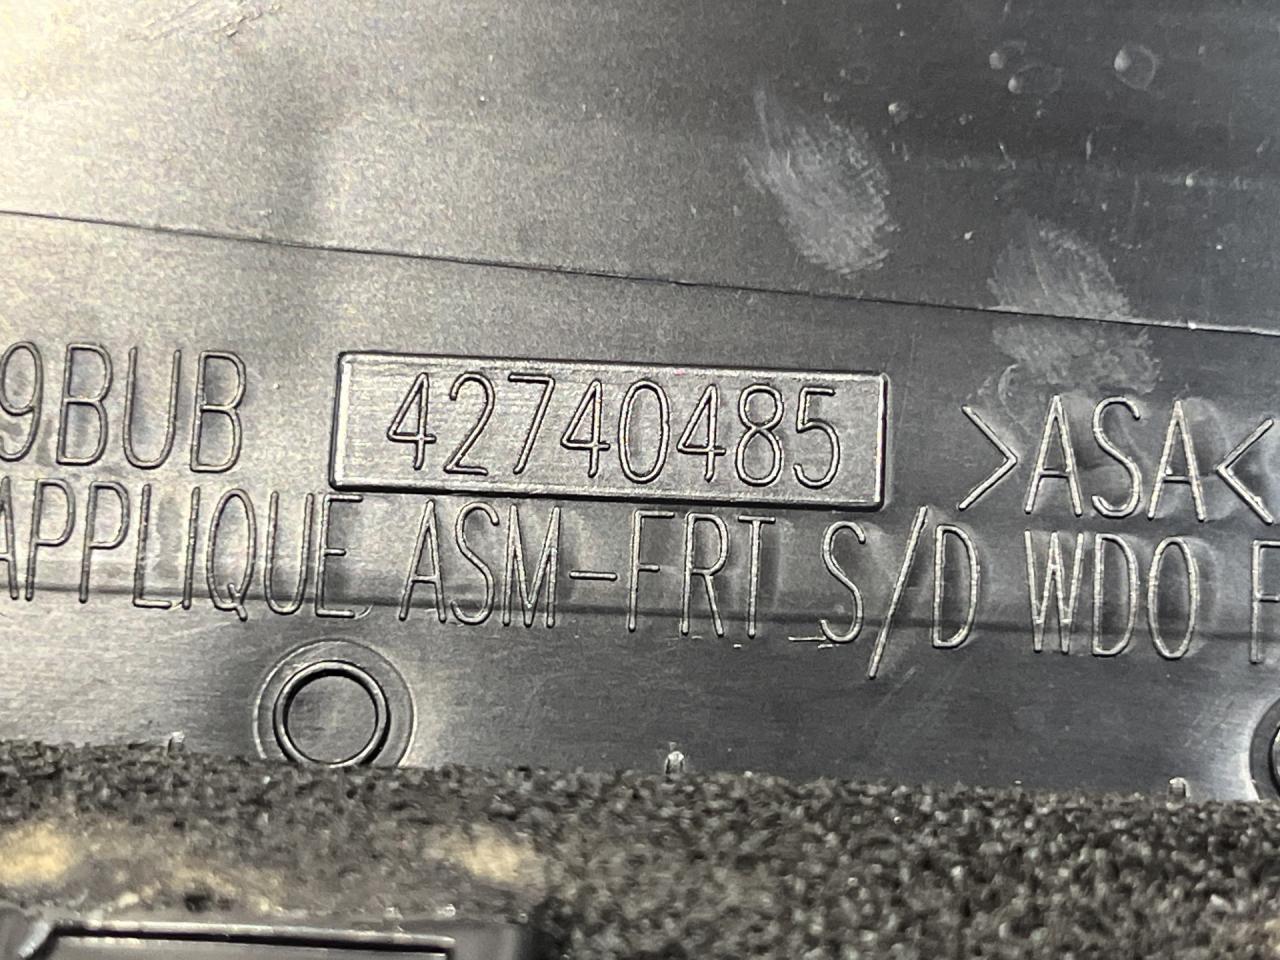 9BUB 42740485 >ASA<
APPLIQUE ASM-FRT S/D WDO F